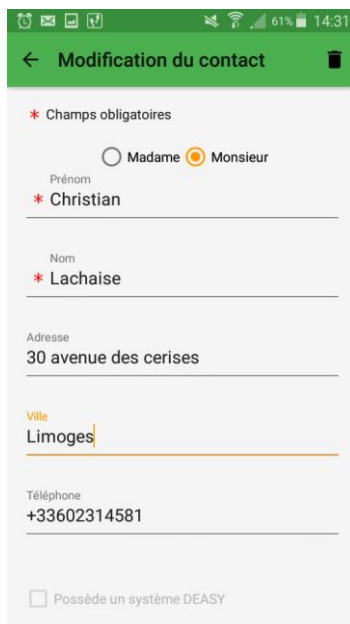 61% 14:31
Modification du contact
* Champs obligatoires
Madame Monsieur
Prénom
* Christian
Nom
* Lachaise
Adresse
30 avenue des cerises
Ville
Limoges
Téléphone
+33602314581
Possède un système DEASY